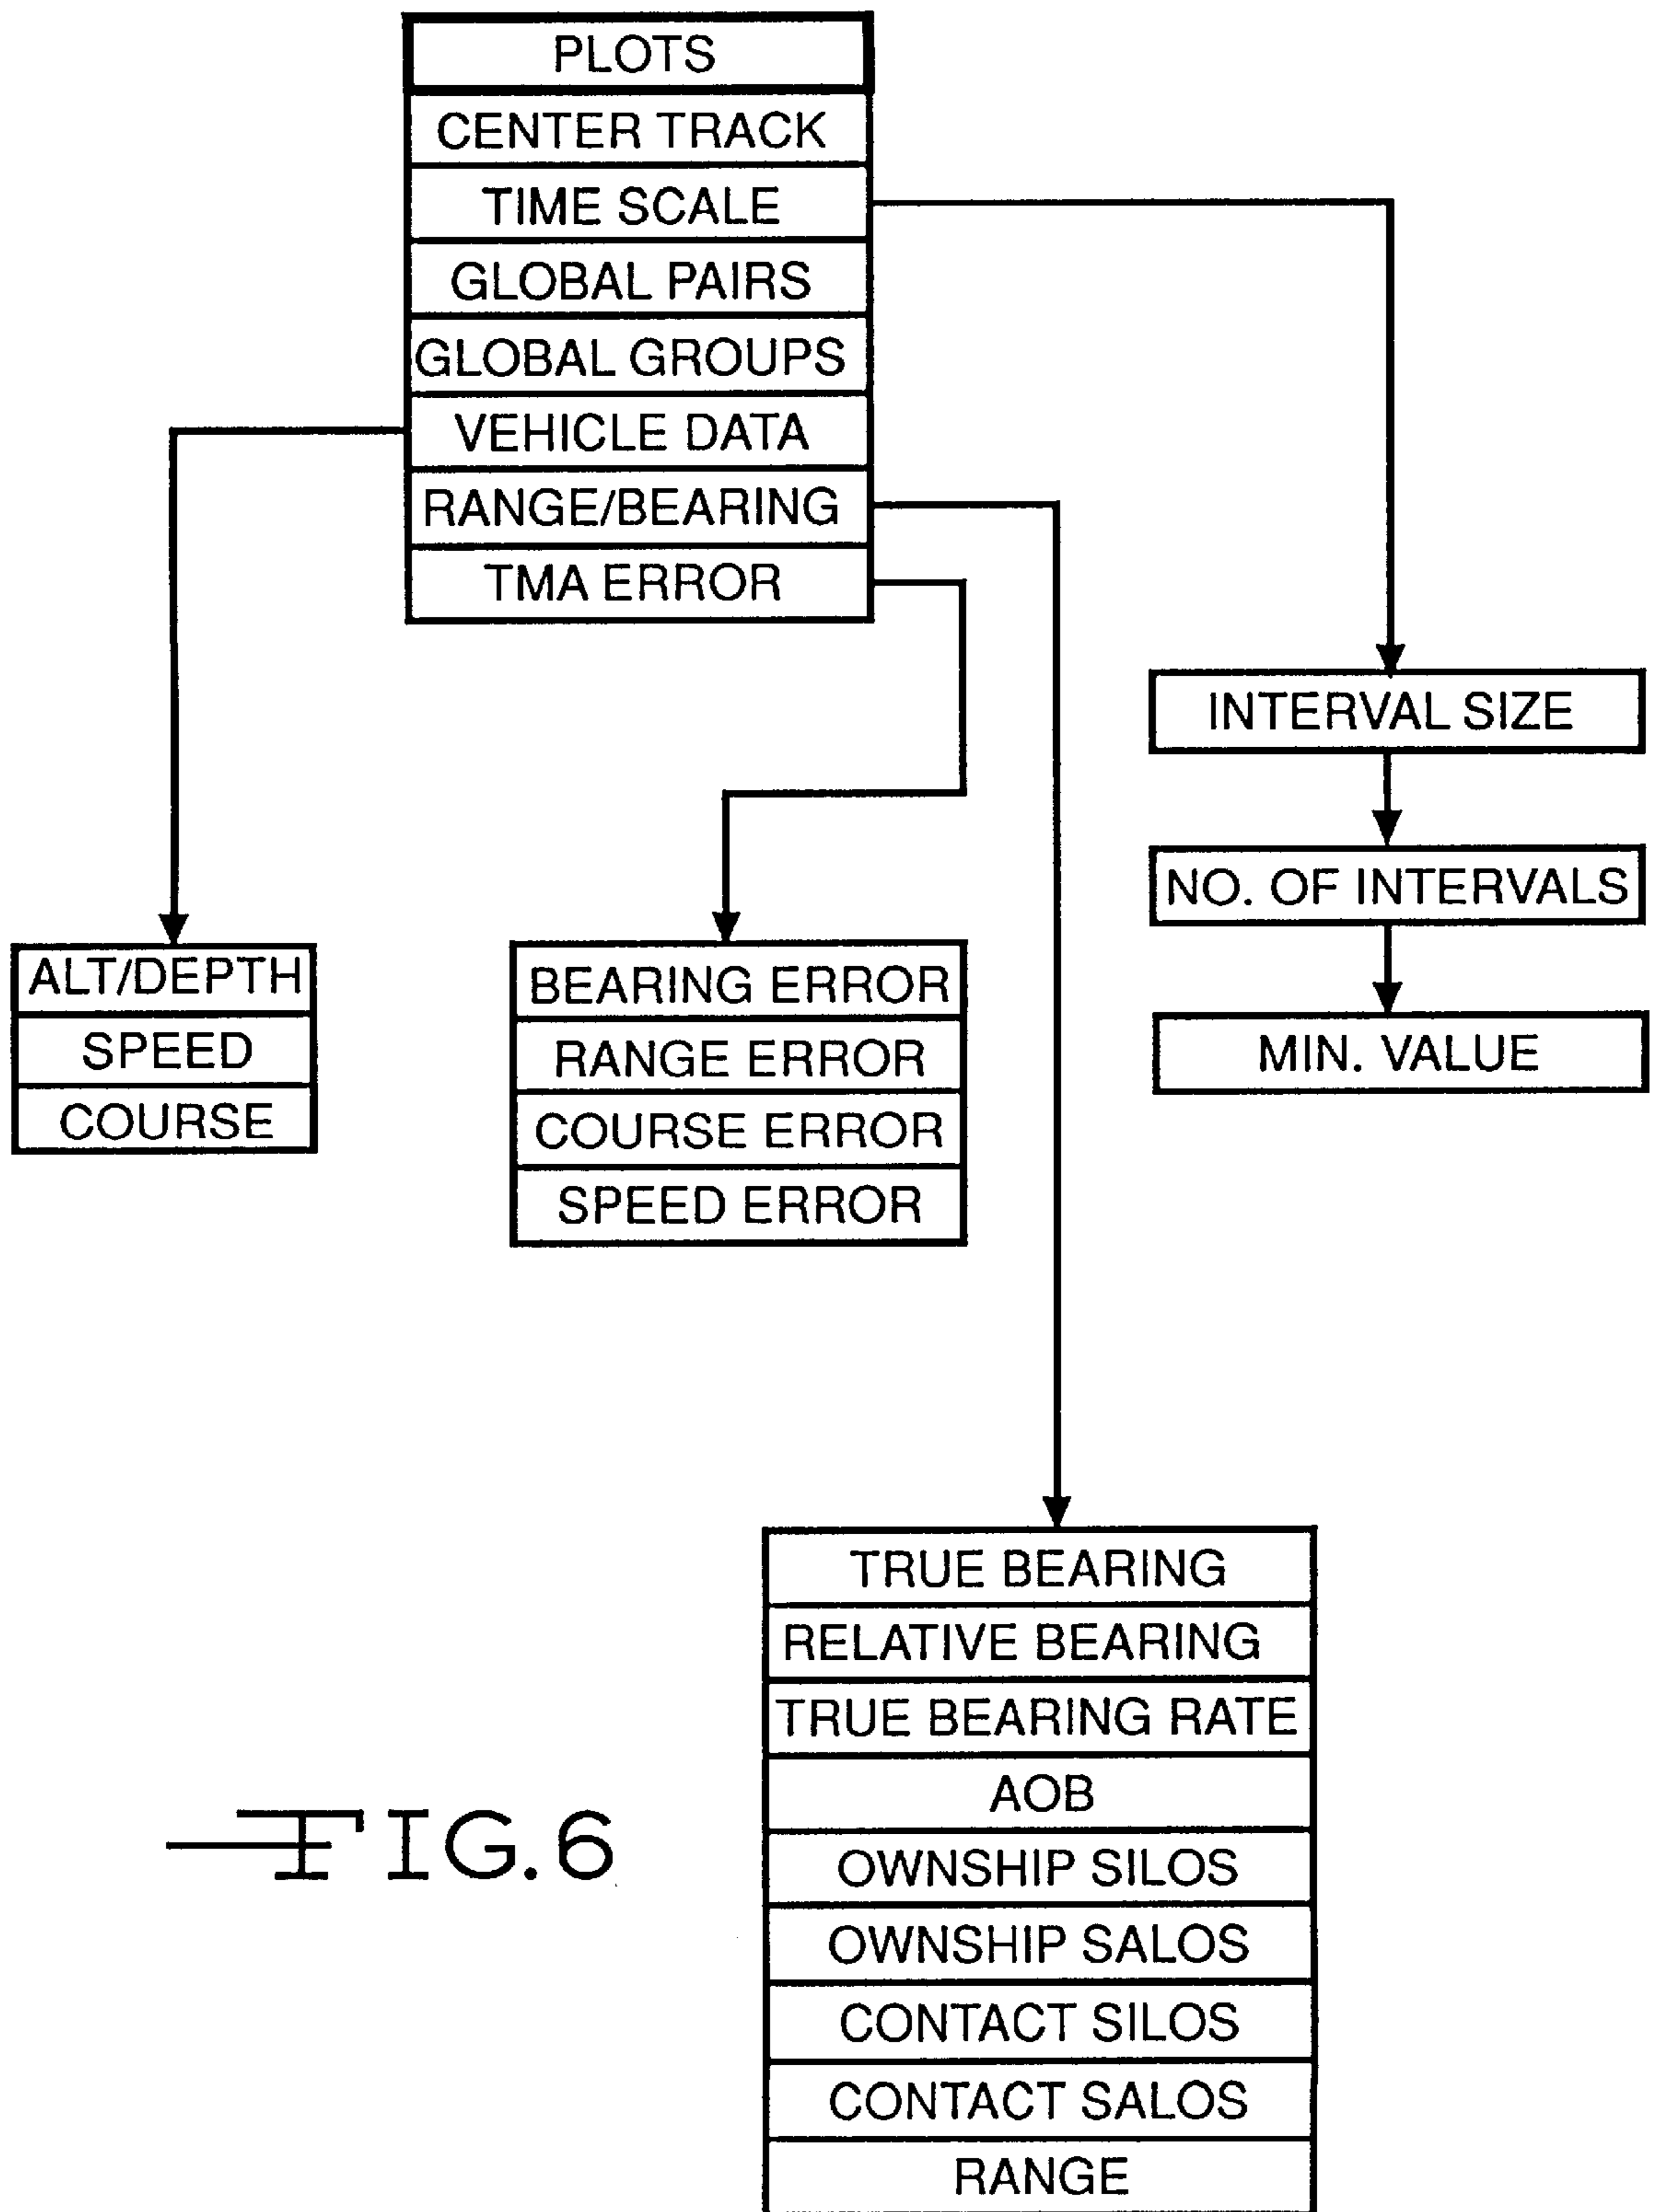 PLOTS
CENTER TRACK
TIME SCALE
GLOBAL PAIRS
GLOBAL GROUPS
VEHICLE DATA
RANGE/BEARING
TMA ERROR
INTERVAL SIZE
NO. OF INTERVALS
MIN. VALUE
ALT/DEPTH
SPEED
COURSE
BEARING ERROR
RANGE ERROR
COURSE ERROR
SPEED ERROR
TRUE BEARING
RELATIVE BEARING
TRUE BEARING RATE
AOB
OWNSHIP SILOS
OWNSHIP SALOS
CONTACT SILOS
CONTACT SALOS
RANGE
FIG.6